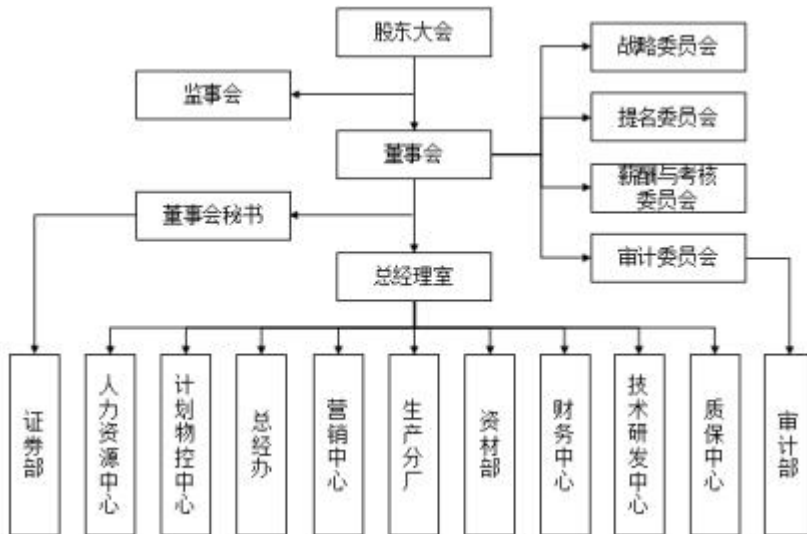 股东大会
战略委员会
监事会
提名委员会
董事会
薪酬与考核
委员会
董事会秘书
审计委员会
总经理室
证券部
人力资源中心
计划物控中心
总经办
营销中心
生产分厂
资材部
财务中心
技术研发中心
质保中心
审计部